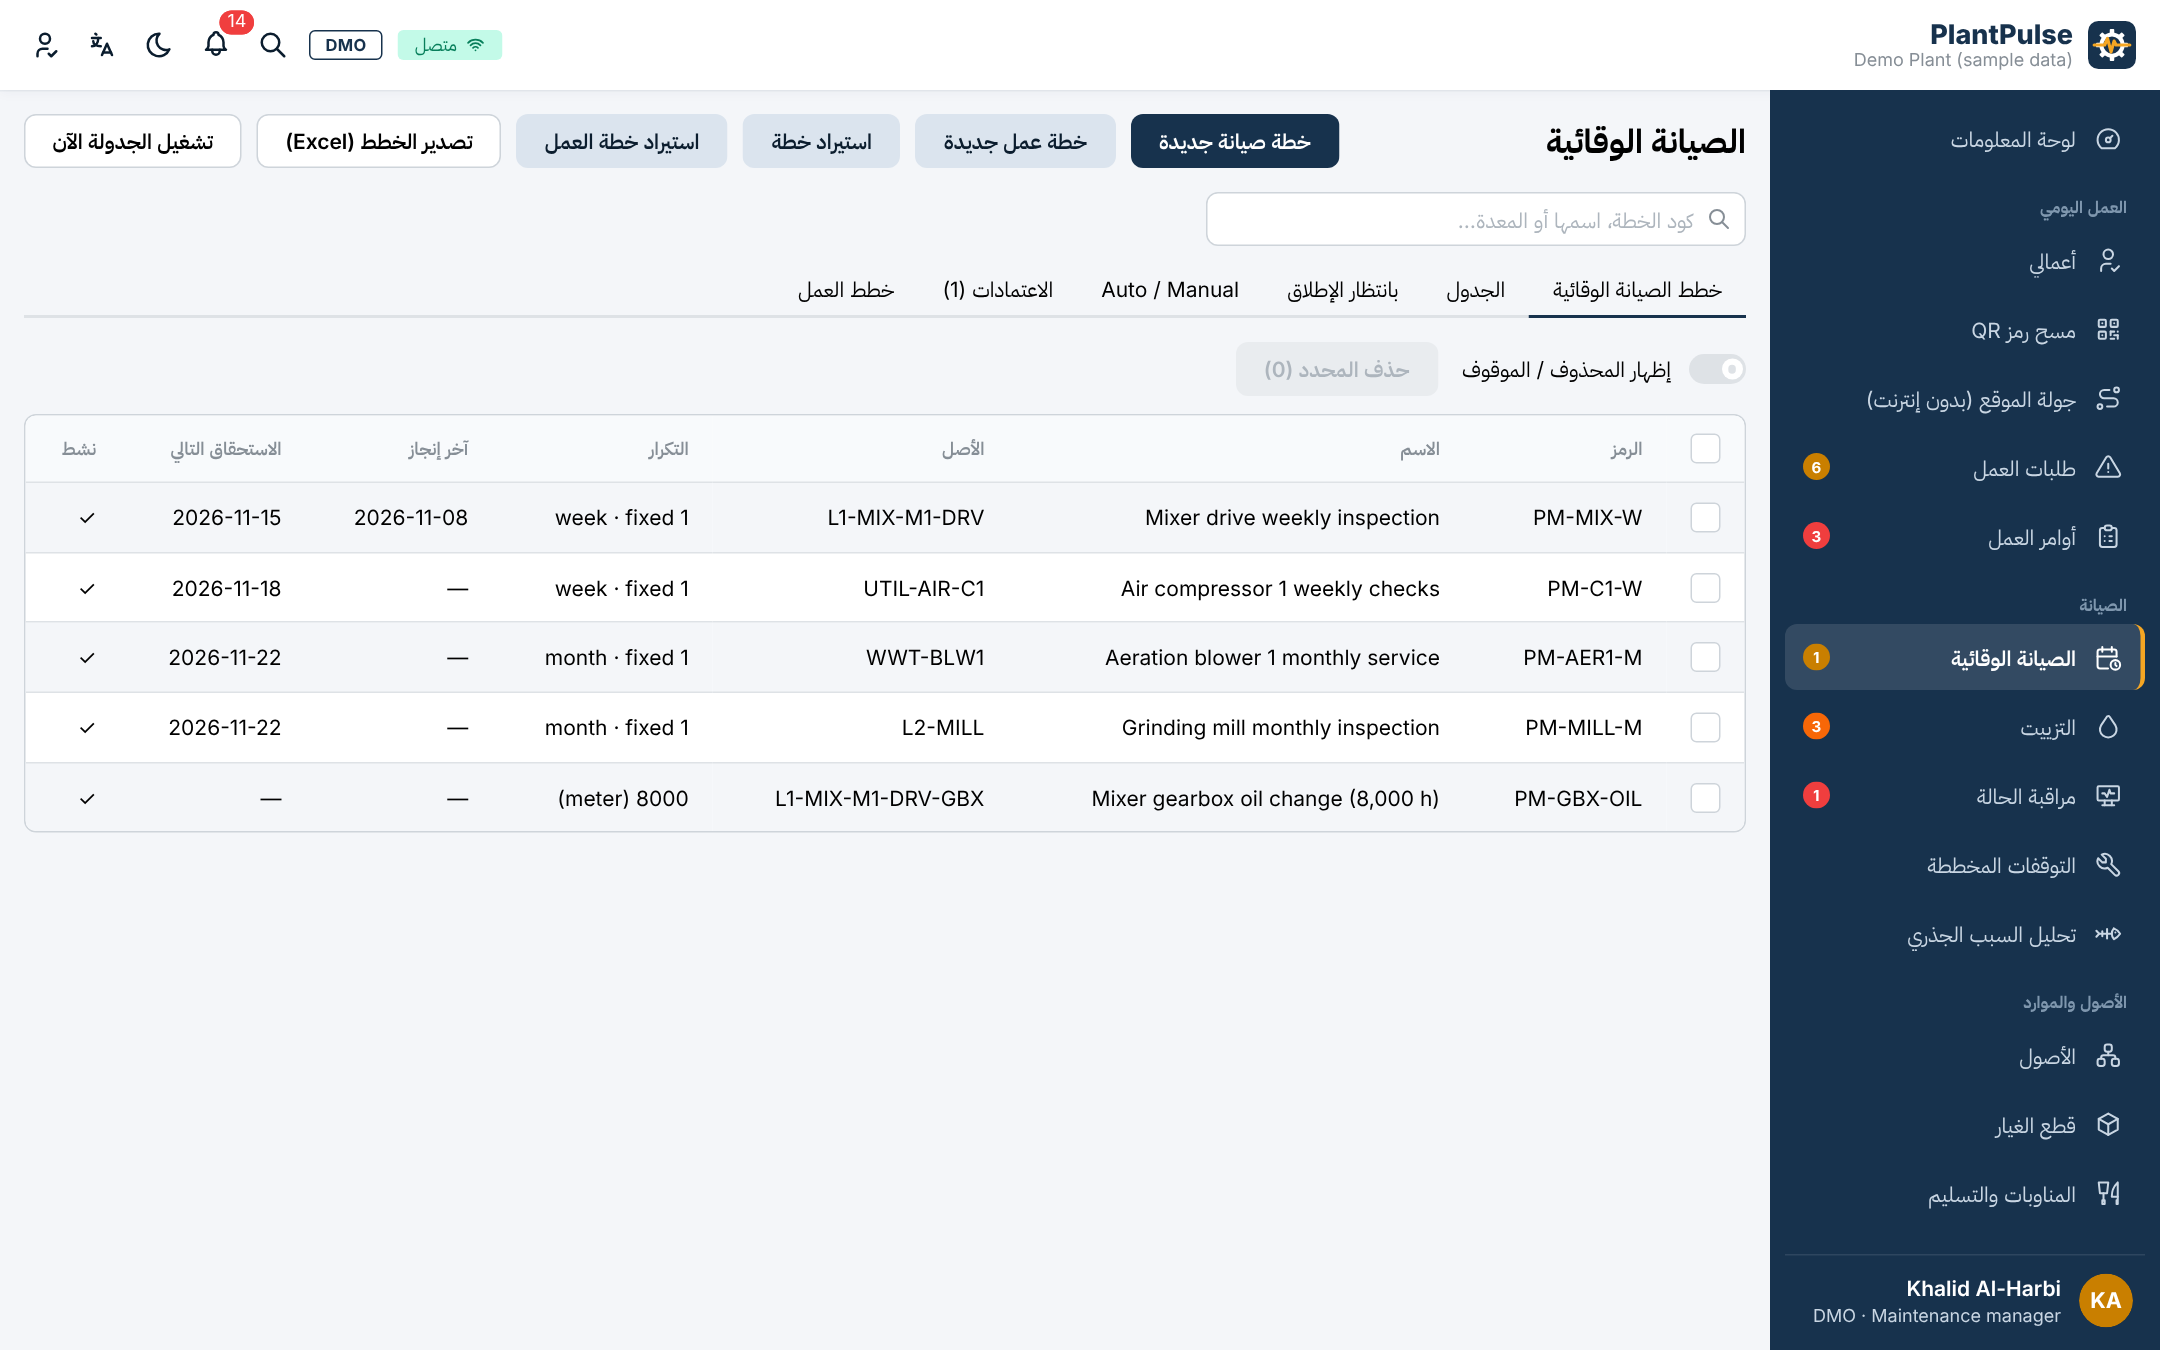 PlantPulse
Demo Plant (sample data)
متصل
DMO
14
لوحة المعلومات
العمل اليومي
أعمالي
مسح رمز QR
جولة الموقع (بدون إنترنت)
طلبات العمل 6
أوامر العمل 3
الصيانة
الصيانة الوقائية 1
التزييت 3
مراقبة الحالة 1
التوقفات المخططة
تحليل السبب الجذري
الأصول والموارد
الأصول
قطع الغيار
المناوبات والتسليم
Khalid Al-Harbi
DMO · Maintenance manager
KA
الصيانة الوقائية
خطة صيانة جديدة
خطة عمل جديدة
استيراد خطة
استيراد خطة العمل
تصدير الخطط (Excel)
تشغيل الجدولة الآن
كود الخطة، اسمها أو المعدة...
خطط الصيانة الوقائية
الجدول
بانتظار الإطلاق
Auto / Manual
الاعتمادات (1)
خطط العمل
إظهار المحذوف / الموقوف
حذف المحدد (0)
الرمز الاسم الأصل التكرار آخر إنجاز الاستحقاق التالي نشط
PM-MIX-W Mixer drive weekly inspection L1-MIX-M1-DRV week · fixed 1 2026-11-08 2026-11-15 ✓
PM-C1-W Air compressor 1 weekly checks UTIL-AIR-C1 week · fixed 1 — 2026-11-18 ✓
PM-AER1-M Aeration blower 1 monthly service WWT-BLW1 month · fixed 1 — 2026-11-22 ✓
PM-MILL-M Grinding mill monthly inspection L2-MILL month · fixed 1 — 2026-11-22 ✓
PM-GBX-OIL Mixer gearbox oil change (8,000 h) L1-MIX-M1-DRV-GBX (meter) 8000 — — ✓